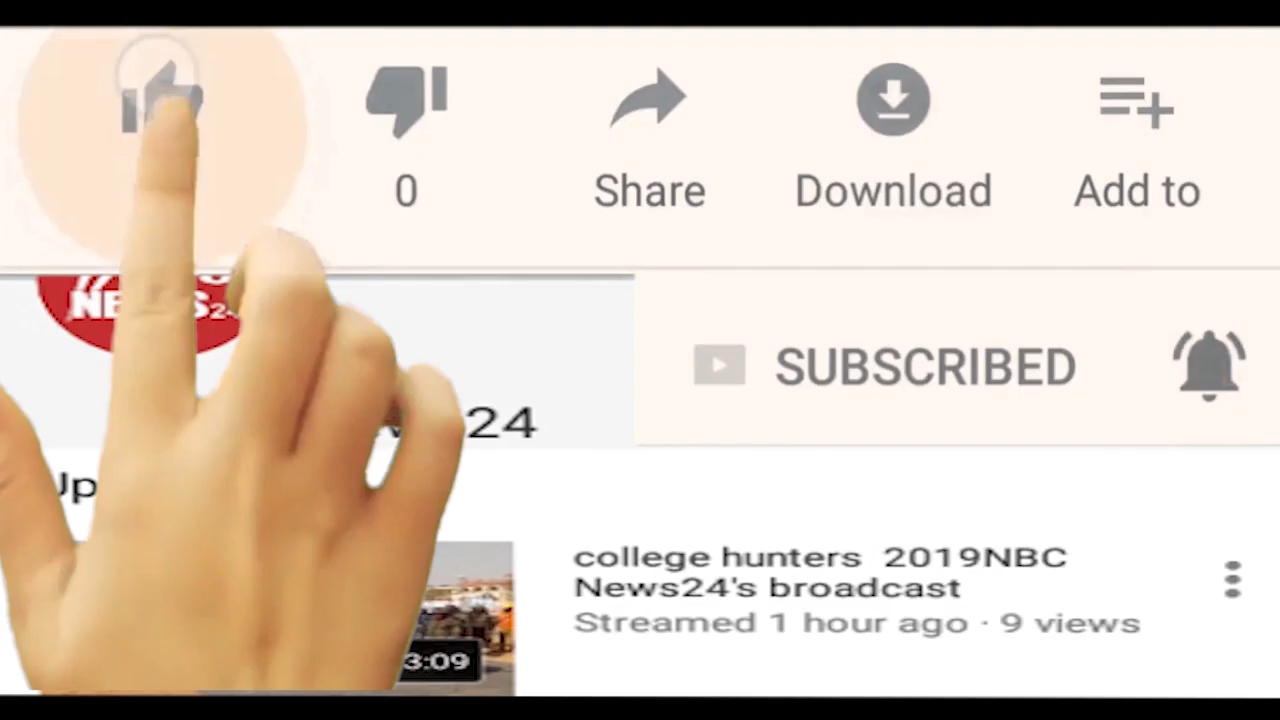 0
Share
Download
Add to
SUBSCRIBED
24
Up
college hunters 2019NBC
News24's broadcast
Streamed 1 hour ago · 9 views
3:09